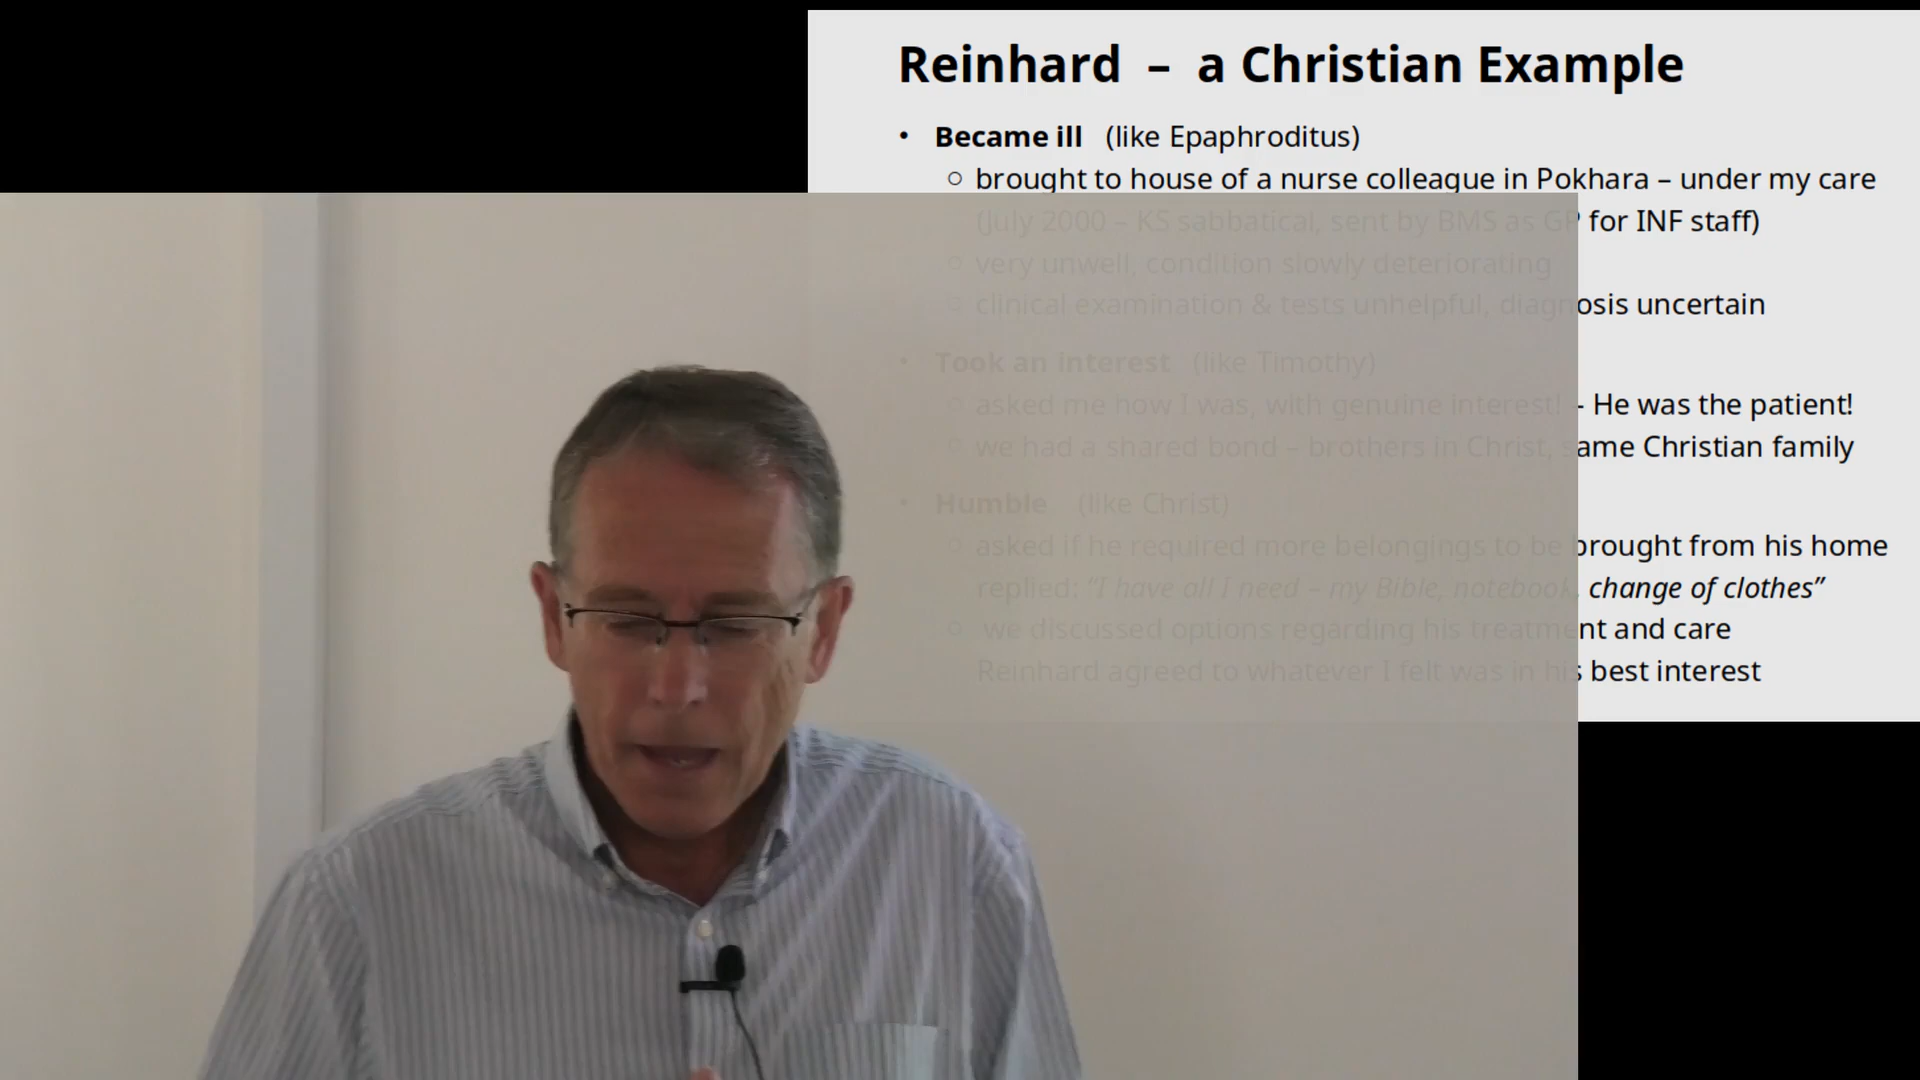 Reinhard – a Christian Example
• Became ill (like Epaphroditus)
○ brought to house of a nurse colleague in Pokhara – under my care
(July 2000 – KS sabbatical, sent by BMS as GP for INF staff)
○ very unwell, condition slowly deteriorating
○ clinical examination & tests unhelpful, diagnosis uncertain
• Took an interest (like Timothy)
○ asked me how I was, with genuine interest! – He was the patient!
○ we had a shared bond – brothers in Christ, same Christian family
• Humble (like Christ)
○ asked if he required more belongings to be brought from his home
replied: “I have all I need – my Bible, notebook, change of clothes”
○ we discussed options regarding his treatment and care
Reinhard agreed to whatever I felt was in his best interest